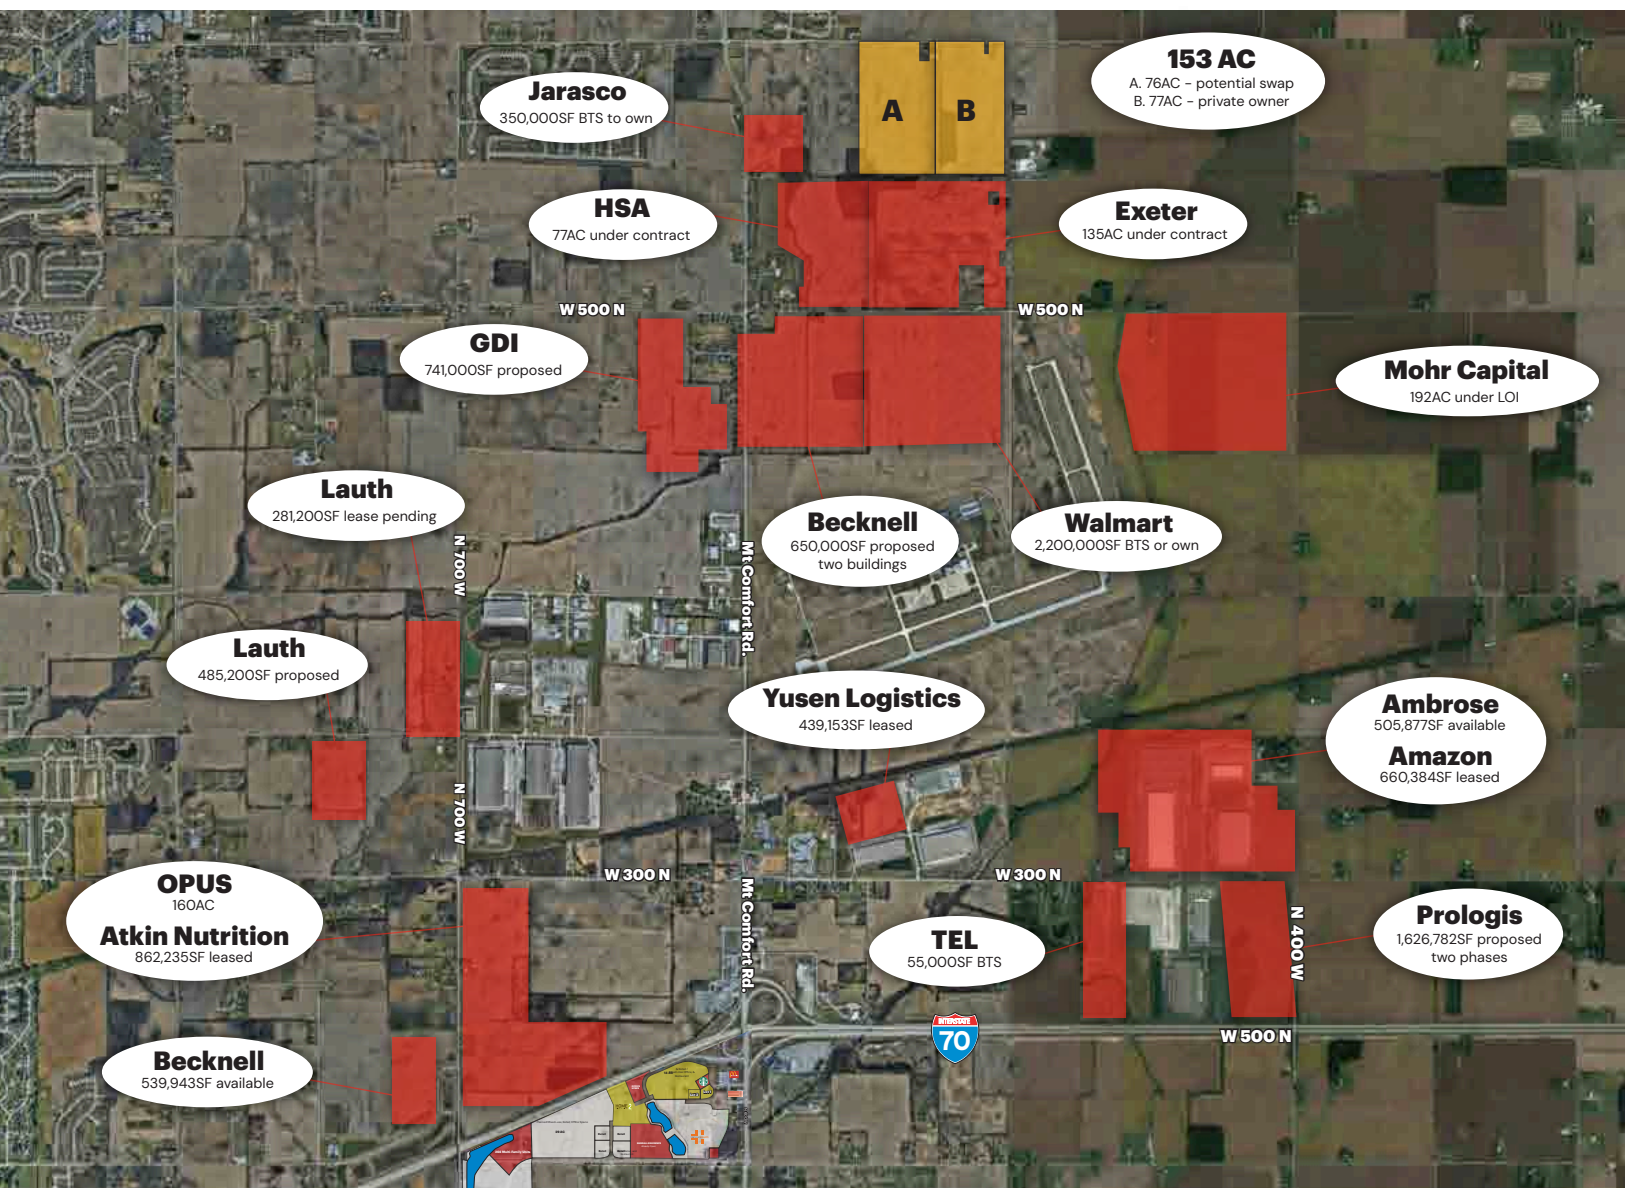 153 AC
A. 76AC - potential swap
B. 77AC - private owner
Jarasco
350,000SF BTS to own
A
B
HSA
77AC under contract
Exeter
135AC under contract
W 500 N
W 500 N
GDI
741,000SF proposed
Mohr Capital
192AC under LOI
Lauth
281,200SF lease pending
Becknell
650,000SF proposed
two buildings
Walmart
2,200,000SF BTS or own
N 700 W
Mt Comfort Rd.
Lauth
485,200SF proposed
Yusen Logistics
439,153SF leased
Ambrose
505,877SF available
Amazon
660,384SF leased
N 700 W
W 300 N
W 300 N
OPUS
160AC
Atkin Nutrition
862,235SF leased
Mt Comfort Rd.
TEL
55,000SF BTS
N 400 W
Prologis
1,626,782SF proposed
two phases
INTERSTATE
70
W 500 N
Becknell
539,943SF available